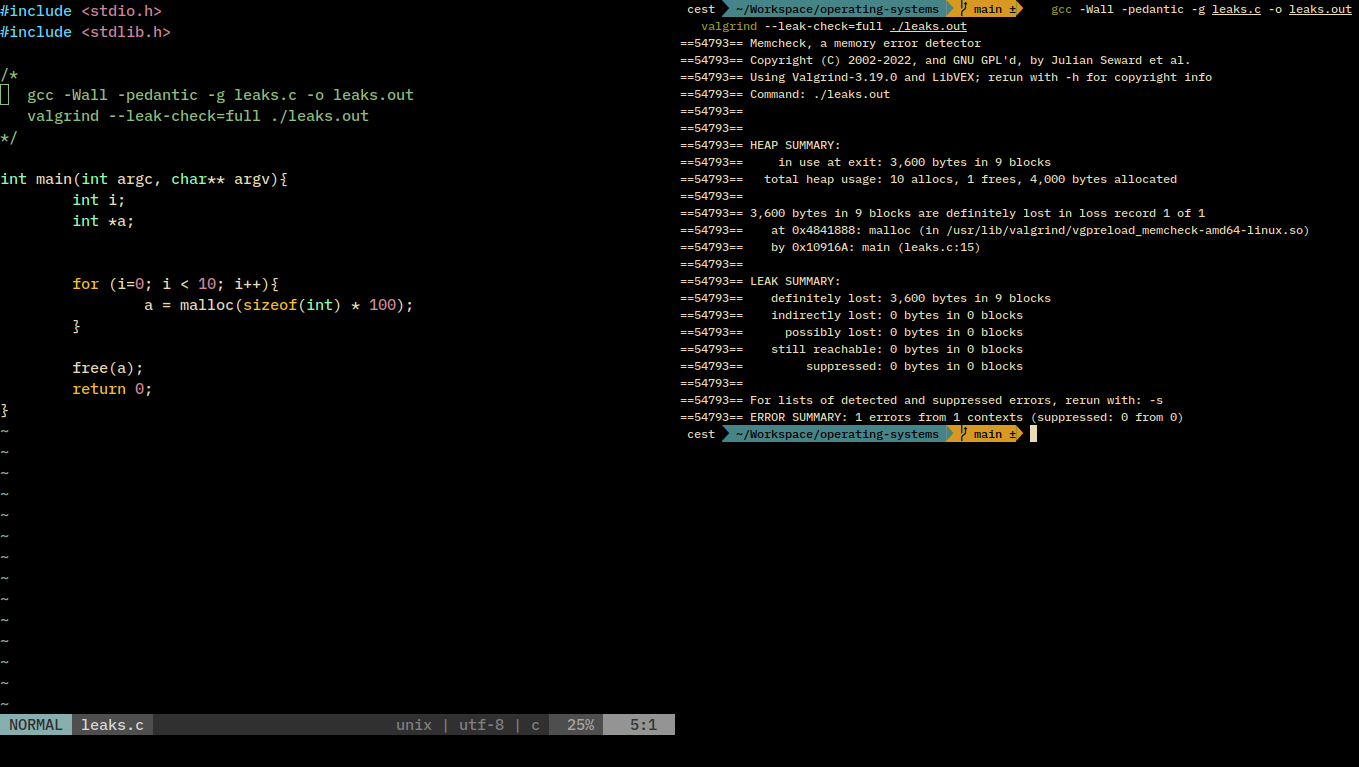 #include <stdio.h>
#include <stdlib.h>
/*
   gcc -Wall -pedantic -g leaks.c -o leaks.out
   valgrind --leak-check=full ./leaks.out
*/
int main(int argc, char** argv){
        int i;
        int *a;
        for (i=0; i < 10; i++){
                a = malloc(sizeof(int) * 100);
        }
        free(a);
        return 0;
}
~
~
~
~
~
~
~
~
~
~
~
~
~
~
NORMAL leaks.c unix | utf-8 | c 25% 5:1
cest ~/Workspace/operating-systems main ± gcc -Wall -pedantic -g leaks.c -o leaks.out
   valgrind --leak-check=full ./leaks.out
==54793== Memcheck, a memory error detector
==54793== Copyright (C) 2002-2022, and GNU GPL'd, by Julian Seward et al.
==54793== Using Valgrind-3.19.0 and LibVEX; rerun with -h for copyright info
==54793== Command: ./leaks.out
==54793==
==54793==
==54793== HEAP SUMMARY:
==54793==     in use at exit: 3,600 bytes in 9 blocks
==54793==   total heap usage: 10 allocs, 1 frees, 4,000 bytes allocated
==54793==
==54793== 3,600 bytes in 9 blocks are definitely lost in loss record 1 of 1
==54793==    at 0x4841888: malloc (in /usr/lib/valgrind/vgpreload_memcheck-amd64-linux.so)
==54793==    by 0x10916A: main (leaks.c:15)
==54793==
==54793== LEAK SUMMARY:
==54793==    definitely lost: 3,600 bytes in 9 blocks
==54793==    indirectly lost: 0 bytes in 0 blocks
==54793==      possibly lost: 0 bytes in 0 blocks
==54793==    still reachable: 0 bytes in 0 blocks
==54793==         suppressed: 0 bytes in 0 blocks
==54793==
==54793== For lists of detected and suppressed errors, rerun with: -s
==54793== ERROR SUMMARY: 1 errors from 1 contexts (suppressed: 0 from 0)
cest ~/Workspace/operating-systems main ±